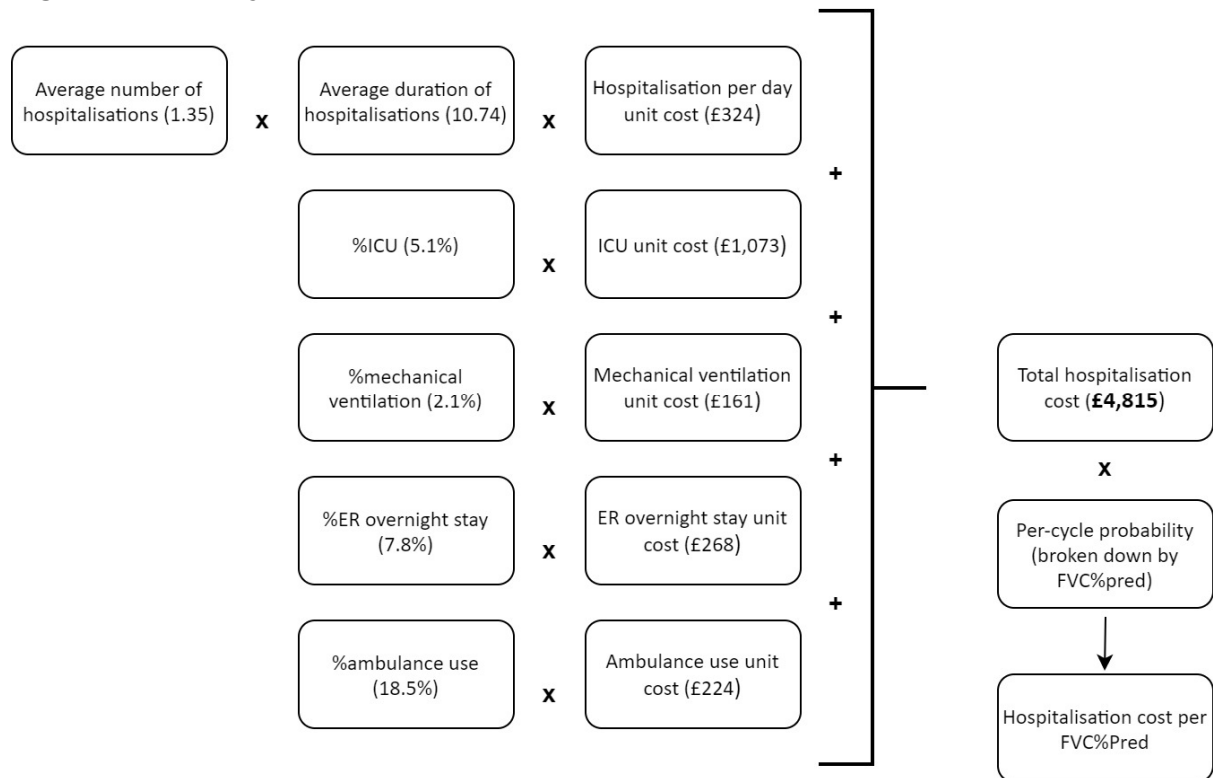 Average number of
hospitalisations (1.35)
x
Average duration of
hospitalisations (10.74)
x
Hospitalisation per day
unit cost (£324)
+
%ICU (5.1%)
x
ICU unit cost (£1,073)
+
%mechanical
ventilation (2.1%)
x
Mechanical ventilation
unit cost (£161)
+
%ER overnight stay
(7.8%)
x
ER overnight stay unit
cost (£268)
+
%ambulance use
(18.5%)
x
Ambulance use unit
cost (£224)
Total hospitalisation
cost (£4,815)
x
Per-cycle probability
(broken down by
FVC%pred)
Hospitalisation cost per
FVC%Pred